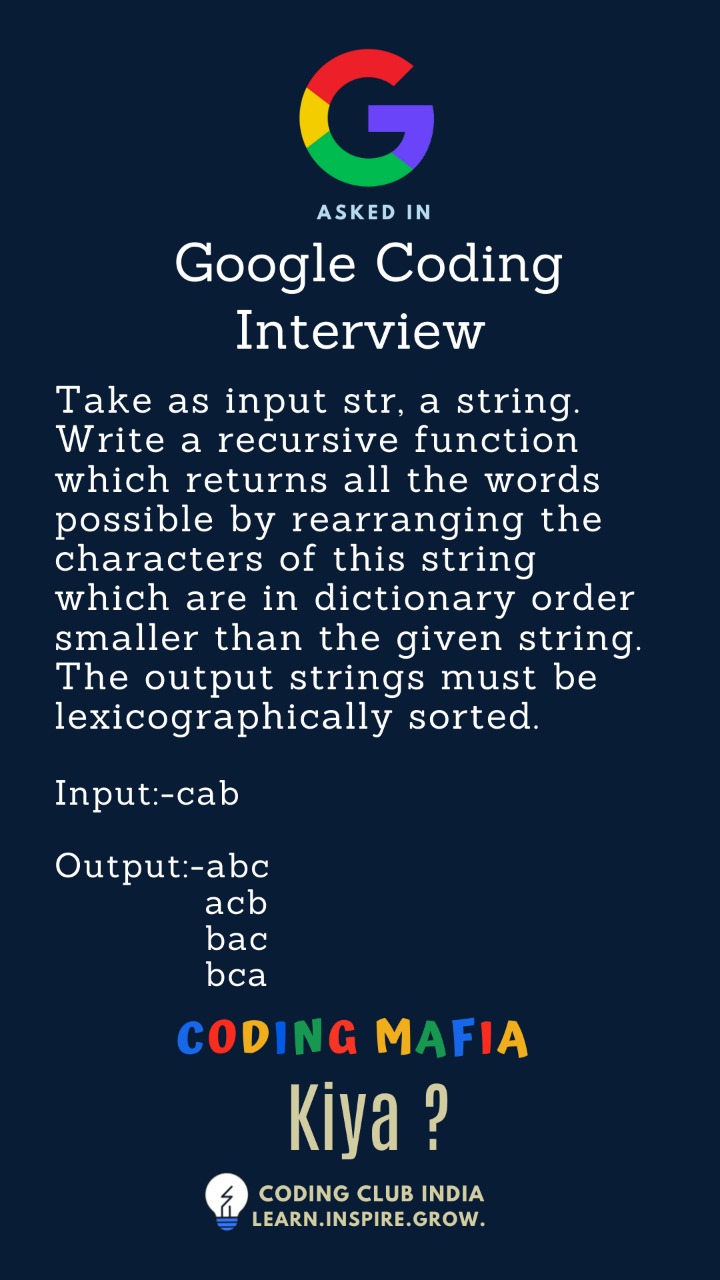 ASKED IN
Google Coding
Interview
Take as input str, a string.
Write a recursive function
which returns all the words
possible by rearranging the
characters of this string
which are in dictionary order
smaller than the given string.
The output strings must be
lexicographically sorted.
Input:-cab
Output:-abc
acb
bac
bca
CODING MAFIA
Kiya ?
CODING CLUB INDIA
LEARN.INSPIRE.GROW.